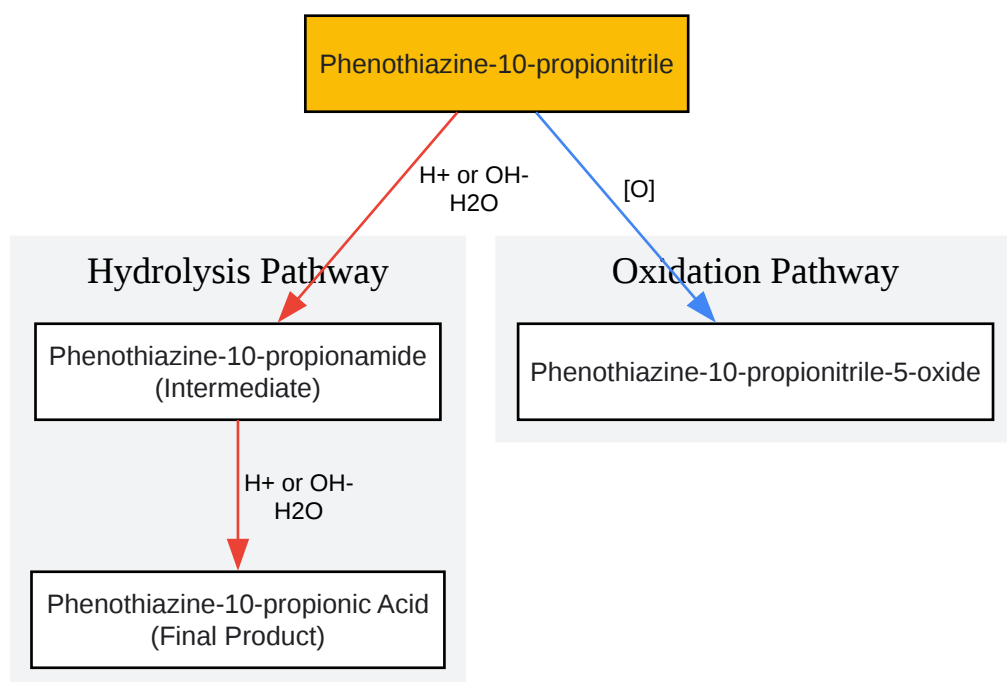 Phenothiazine-10-propionitrile
H+ or OH-
H2O
[O]
Hydrolysis Pathway
Oxidation Pathway
Phenothiazine-10-propionamide
(Intermediate)
Phenothiazine-10-propionitrile-5-oxide
H+ or OH-
H2O
Phenothiazine-10-propionic Acid
(Final Product)